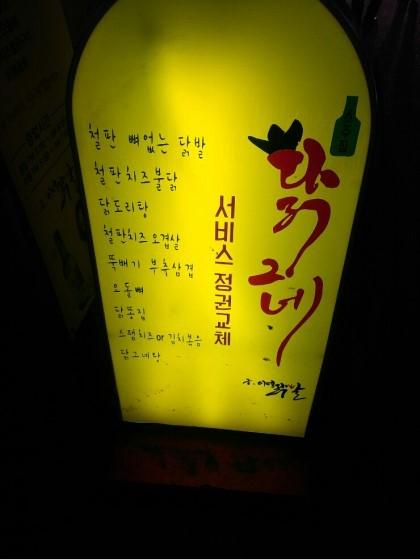 철판 뼈없는 닭발
철판치즈불닭
닭도리탕
철판치즈 오겹살
뚝배기 부추삼겹
오돌뼈
닭똥집
스팸치즈 or 김치볶음
닭그네탕
서비스 정권교체
닭그네